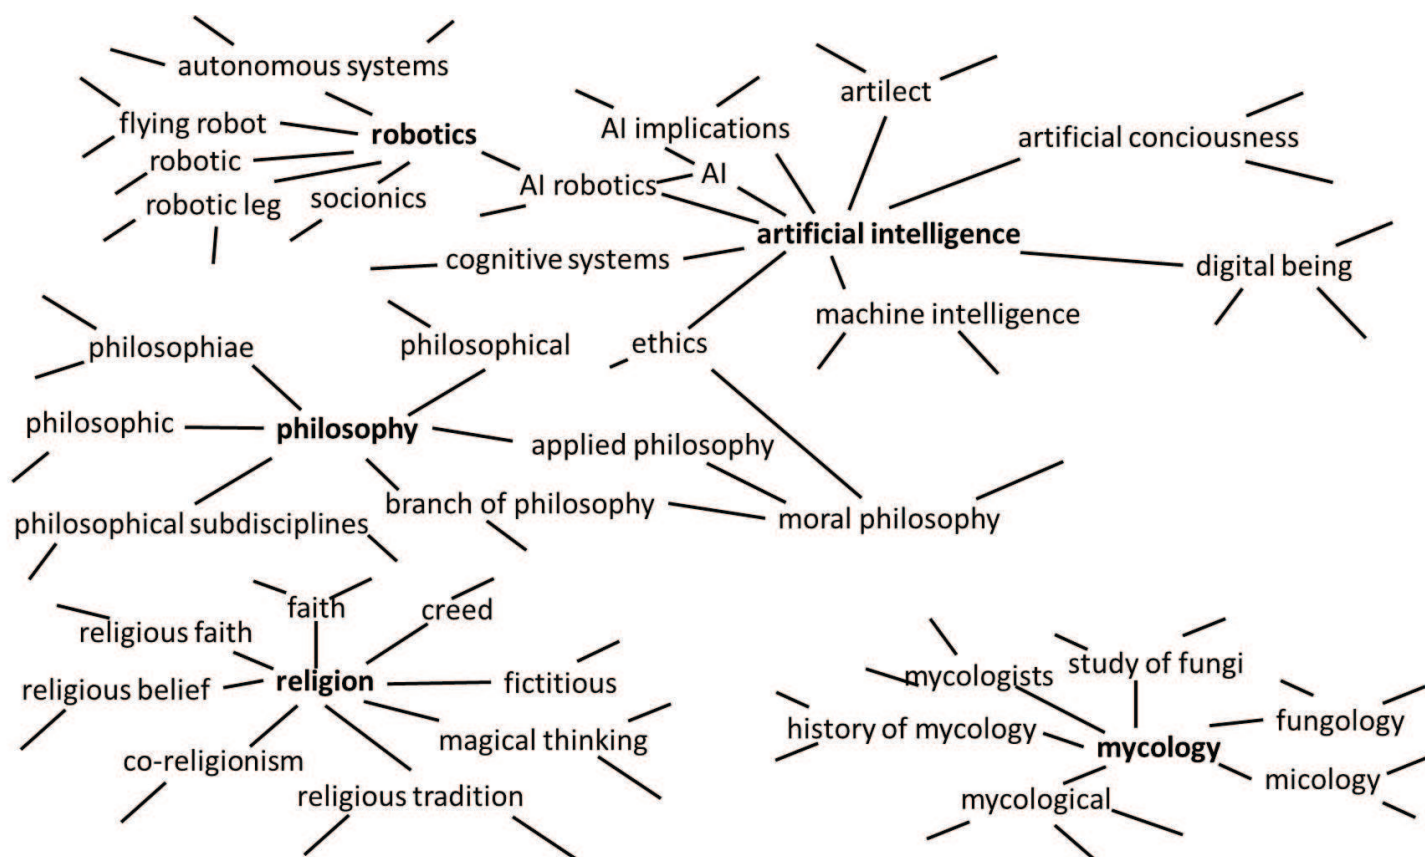 autonomous systems
artilect
flying robot
robotics
AI implications
artificial conciousness
robotic
AI robotics
AI
robotic leg
socionics
artificial intelligence
cognitive systems
digital being
machine intelligence
philosophiae
philosophical
ethics
philosophic
philosophy
applied philosophy
branch of philosophy
moral philosophy
philosophical subdisciplines
faith
creed
religious faith
religion
fictitious
religious belief
magical thinking
co-religionism
religious tradition
mycologists
study of fungi
history of mycology
fungology
mycology
micology
mycological